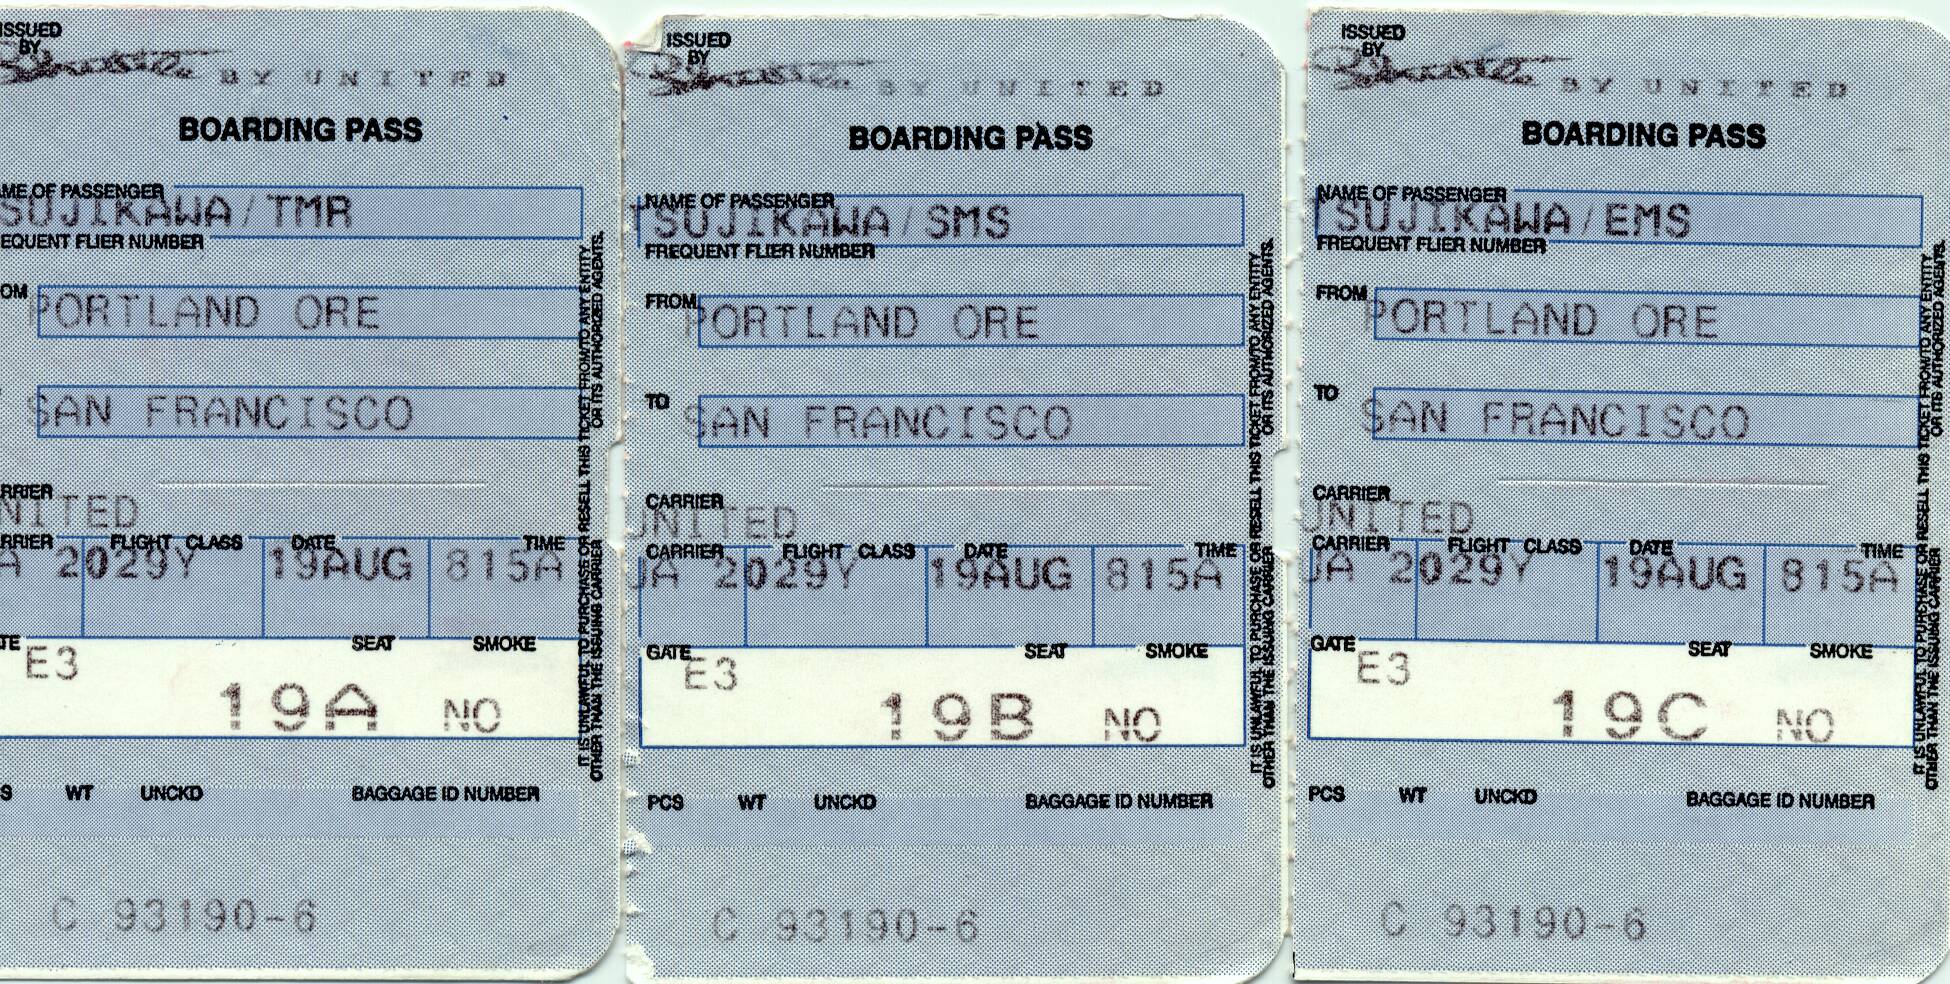 ISSUED
BY
BY UNITED
BOARDING PASS
ME OF PASSENGER
SUJIKAWA/TMR
EQUENT FLIER NUMBER
OM
PORTLAND ORE
SAN FRANCISCO
RRIER
NITED
RRIER FLIGHT CLASS DATE TIME
A 2029Y 19AUG 815A
TE SEAT SMOKE
E3
19A NO
S WT UNCKD BAGGAGE ID NUMBER
C 93190-6
IT IS UNLAWFUL TO PURCHASE OR RESELL THIS TICKET FROM/TO ANY ENTITY
OTHER THAN THE ISSUING CARRIER OR ITS AUTHORIZED AGENTS.
ISSUED
BY
BY UNITED
BOARDING PASS
NAME OF PASSENGER
TSUJIKAWA/SMS
FREQUENT FLIER NUMBER
FROM
PORTLAND ORE
TO
SAN FRANCISCO
CARRIER
UNITED
CARRIER FLIGHT CLASS DATE TIME
UA 2029Y 19AUG 815A
GATE SEAT SMOKE
E3
19B NO
PCS WT UNCKD BAGGAGE ID NUMBER
C 93190-6
IT IS UNLAWFUL TO PURCHASE OR RESELL THIS TICKET FROM/TO ANY ENTITY
OTHER THAN THE ISSUING CARRIER OR ITS AUTHORIZED AGENTS.
ISSUED
BY
BY UNITED
BOARDING PASS
NAME OF PASSENGER
TSUJIKAWA/EMS
FREQUENT FLIER NUMBER
FROM
PORTLAND ORE
TO
SAN FRANCISCO
CARRIER
UNITED
CARRIER FLIGHT CLASS DATE TIME
UA 2029Y 19AUG 815A
GATE SEAT SMOKE
E3
19C NO
PCS WT UNCKD BAGGAGE ID NUMBER
C 93190-6
IT IS UNLAWFUL TO PURCHASE OR RESELL THIS TICKET FROM/TO ANY ENTITY
OTHER THAN THE ISSUING CARRIER OR ITS AUTHORIZED AGENTS.